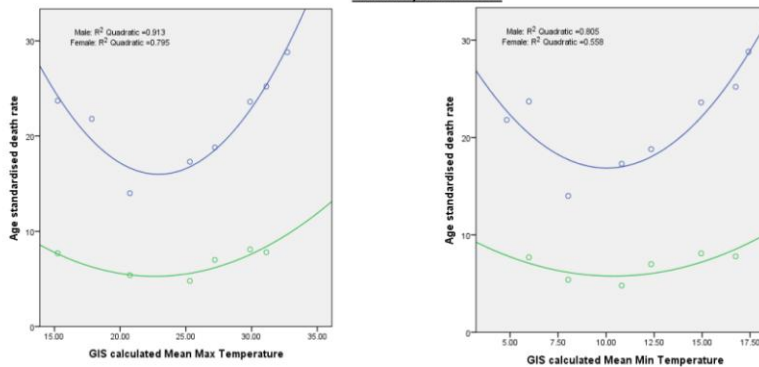 Male: R² Quadratic =0.913
Female: R² Quadratic =0.795
Age standardised death rate
30
20
10
0
15.00 20.00 25.00 30.00 35.00
GIS calculated Mean Max Temperature
Male: R² Quadratic =0.805
Female: R² Quadratic =0.558
Age standardised death rate
30
20
10
0
5.00 7.50 10.00 12.50 15.00 17.50
GIS calculated Mean Min Temperature